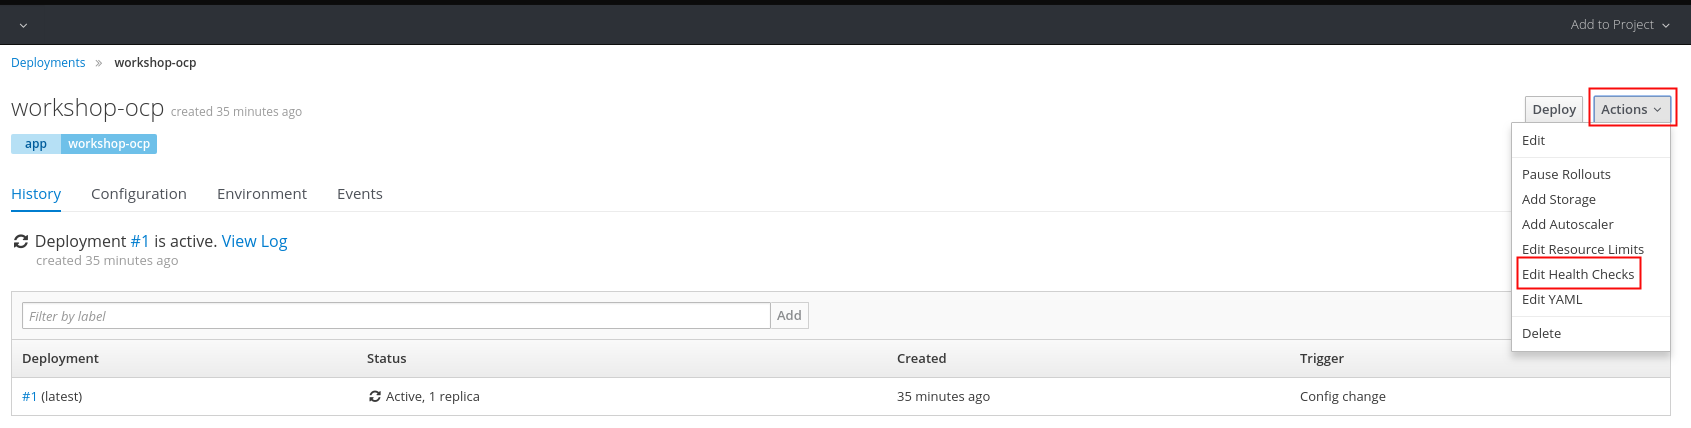 Add to Project
Deployments » workshop-ocp
workshop-ocp created 35 minutes ago
Deploy Actions
app workshop-ocp
Edit
Pause Rollouts
Add Storage
Add Autoscaler
Edit Resource Limits
Edit Health Checks
Edit YAML
Delete
History Configuration Environment Events
Deployment #1 is active. View Log
created 35 minutes ago
Filter by label Add
Deployment Status Created Trigger
#1 (latest) Active, 1 replica 35 minutes ago Config change